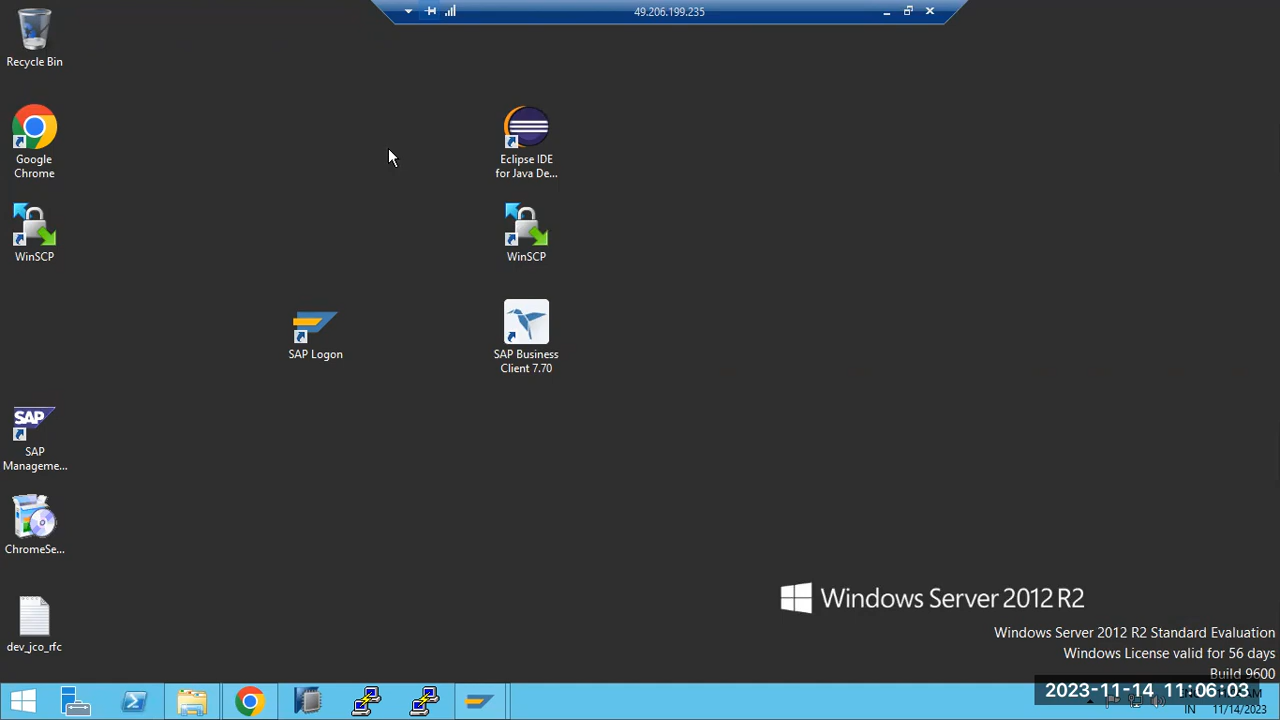 49.206.199.235
Recycle Bin
Google
Chrome
Eclipse IDE
for Java De...
WinSCP
WinSCP
SAP Logon
SAP Business
Client 7.70
SAP
SAP
Manageme...
ChromeSe...
dev_jco_rfc
Windows Server 2012 R2
Windows Server 2012 R2 Standard Evaluation
Windows License valid for 56 days
Build 9600
2023-11-14 11:06:03
IN
11/14/2023